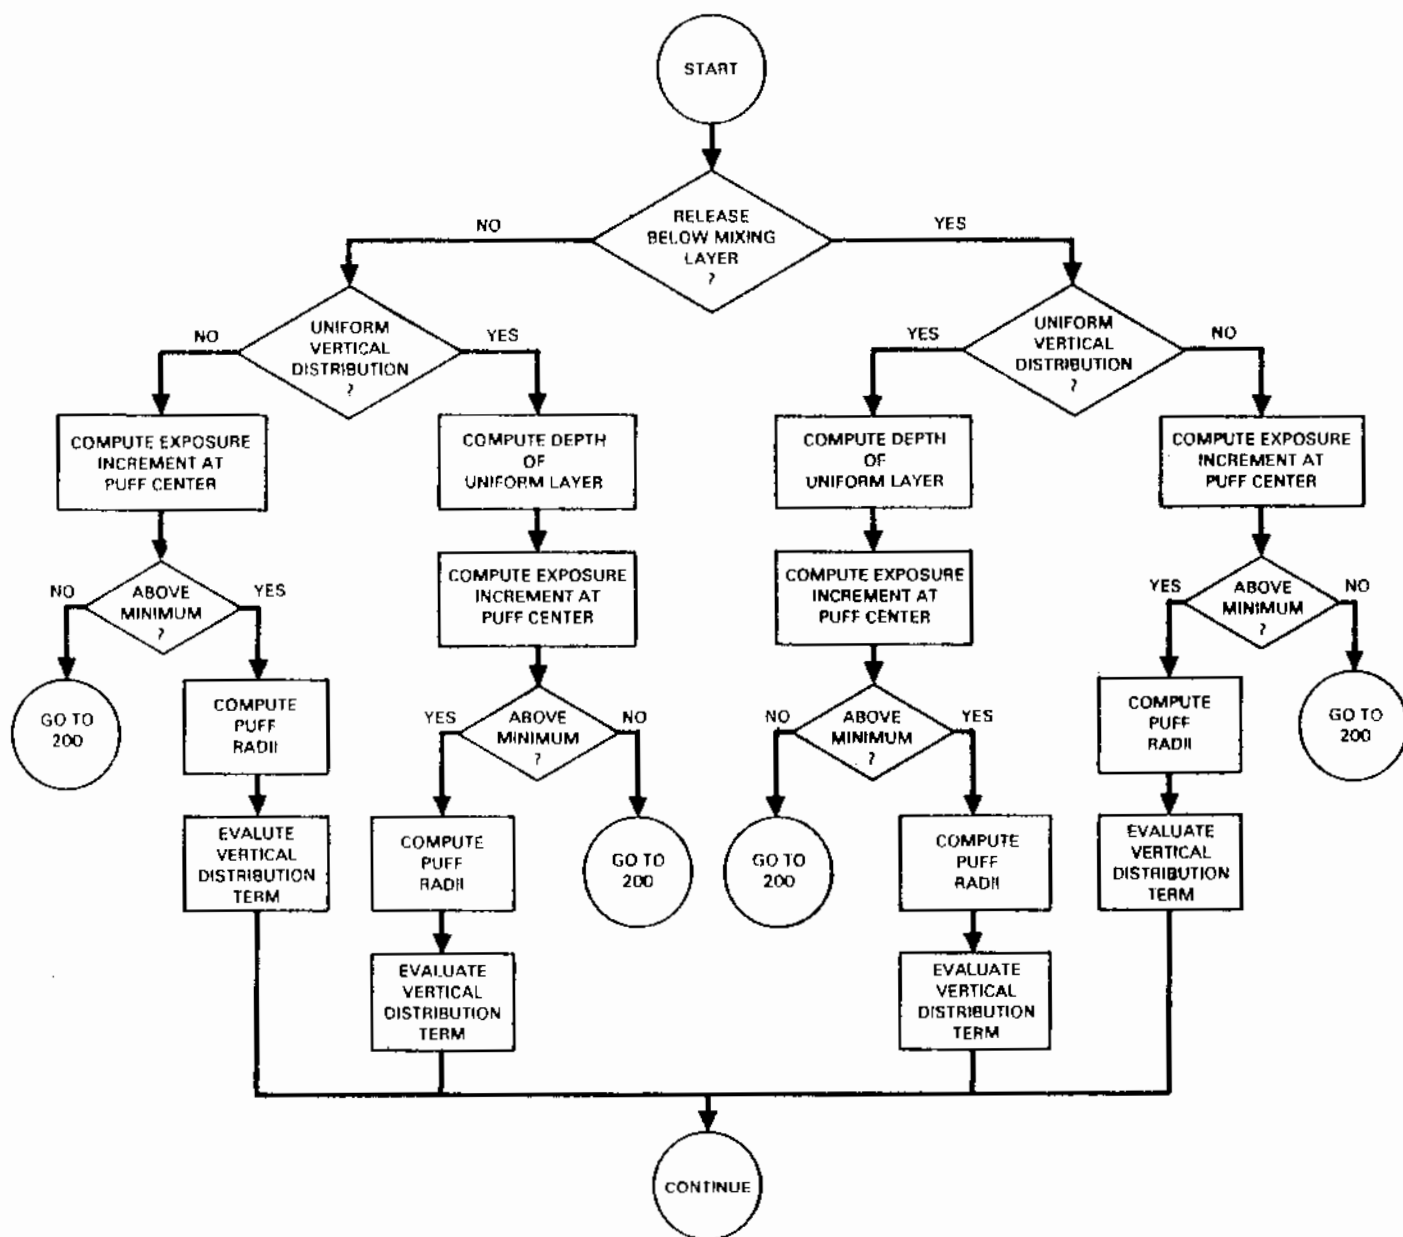 START
RELEASE
BELOW MIXING
LAYER
?
NO
YES
UNIFORM
VERTICAL
DISTRIBUTION
?
NO
YES
UNIFORM
VERTICAL
DISTRIBUTION
?
YES
NO
COMPUTE EXPOSURE
INCREMENT AT
PUFF CENTER
COMPUTE DEPTH
OF
UNIFORM LAYER
COMPUTE DEPTH
OF
UNIFORM LAYER
COMPUTE EXPOSURE
INCREMENT AT
PUFF CENTER
NO
ABOVE
MINIMUM
?
YES
COMPUTE EXPOSURE
INCREMENT AT
PUFF CENTER
COMPUTE EXPOSURE
INCREMENT AT
PUFF CENTER
YES
ABOVE
MINIMUM
?
NO
GO TO
200
COMPUTE
PUFF
RADII
YES
ABOVE
MINIMUM
?
NO
NO
ABOVE
MINIMUM
?
YES
COMPUTE
PUFF
RADII
GO TO
200
EVALUTE
VERTICAL
DISTRIBUTION
TERM
COMPUTE
PUFF
RADII
GO TO
200
GO TO
200
COMPUTE
PUFF
RADII
EVALUATE
VERTICAL
DISTRIBUTION
TERM
EVALUATE
VERTICAL
DISTRIBUTION
TERM
EVALUATE
VERTICAL
DISTRIBUTION
TERM
CONTINUE